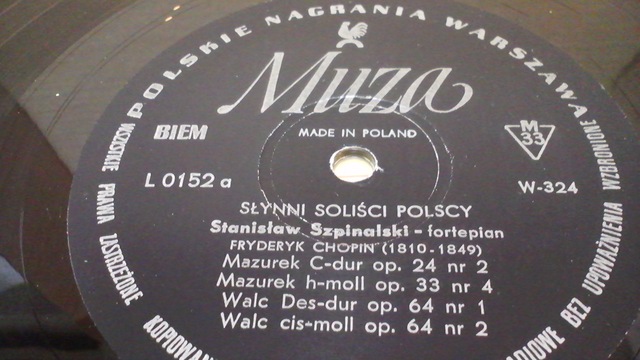 POLSKIE NAGRANIA WARSZAWA
Muza
BIEM
MADE IN POLAND
M
33
L 0152 a
W-324
SŁYNNI SOLIŚCI POLSCY
Stanisław Szpinalski - fortepian
FRYDERYK CHOPIN (1810-1849)
Mazurek C-dur op. 24 nr 2
Mazurek h-moll op. 33 nr 4
Walc Des-dur op. 64 nr 1
Walc cis-moll op. 64 nr 2
WSZYSTKIE PRAWA ZASTRZEŻONE
BEZ UPOWAŻNIENIA WZBRONIONE